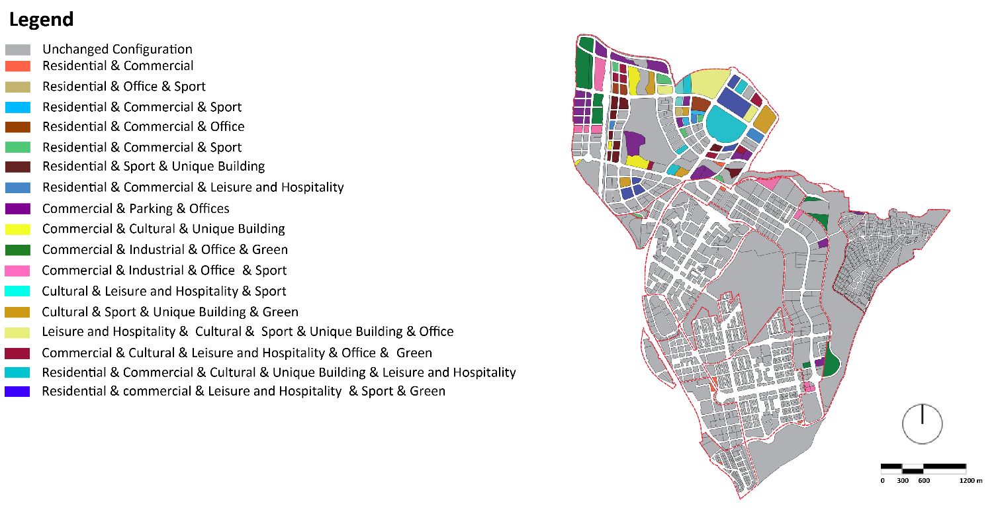 Legend
Unchanged Configuration
Residential & Commercial
Residential & Office & Sport
Residential & Commercial & Sport
Residential & Commercial & Office
Residential & Commercial & Sport
Residential & Sport & Unique Building
Residential & Commercial & Leisure and Hospitality
Commercial & Parking & Offices
Commercial & Cultural & Unique Building
Commercial & Industrial & Office & Green
Commercial & Industrial & Office & Sport
Cultural & Leisure and Hospitality & Sport
Cultural & Sport & Unique Building & Green
Leisure and Hospitality & Cultural & Sport & Unique Building & Office
Commercial & Cultural & Leisure and Hospitality & Office & Green
Residential & Commercial & Cultural & Unique Building & Leisure and Hospitality
Residential & commercial & Leisure and Hospitality & Sport & Green
0 300 600 1200 m